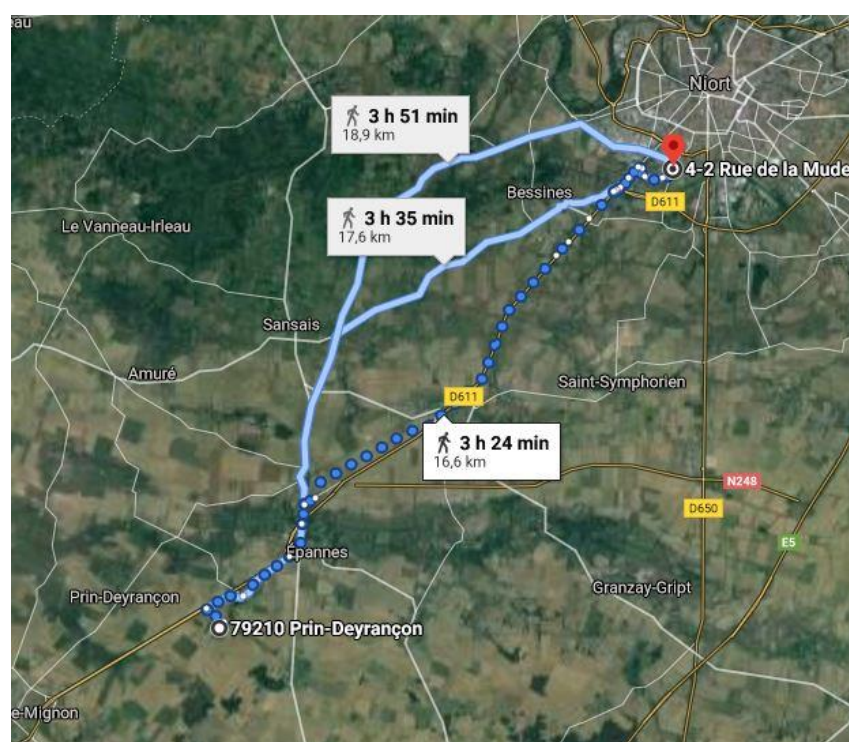 au
Niort
3 h 51 min
18,9 km
4-2 Rue de la Mude
Bessines
D611
3 h 35 min
17,6 km
Le Vanneau-Irleau
Sansais
Amuré
Saint-Symphorien
D611
3 h 24 min
16,6 km
N248
D650
E5
Épannes
Granzay-Gript
Prin-Deyrançon
79210 Prin-Deyrançon
e-Mignon